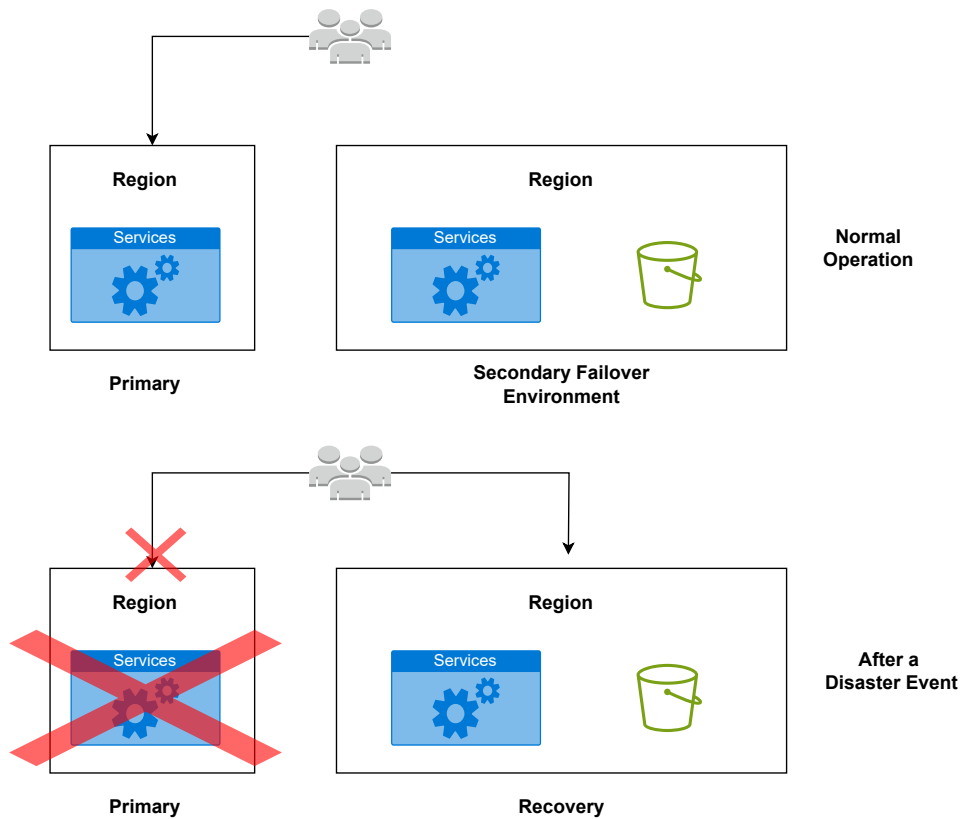 Region
Region
Services
Services
Normal
Operation
Primary
Secondary Failover
Environment
Region
Region
Services
Services
After a
Disaster Event
Primary
Recovery